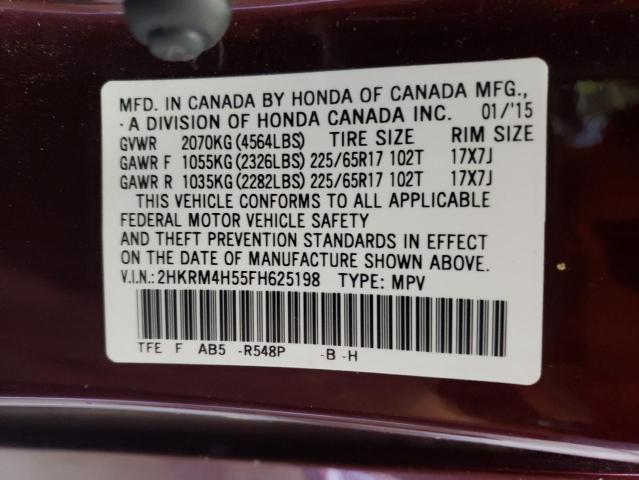 MFD. IN CANADA BY HONDA OF CANADA MFG.,
· A DIVISION OF HONDA CANADA INC. 01/'15
GVWR 2070KG(4564LBS) TIRE SIZE RIM SIZE
GAWR F 1055KG(2326LBS) 225/65R17 102T 17X7J
GAWR R 1035KG(2282LBS) 225/65R17 102T 17X7J
THIS VEHICLE CONFORMS TO ALL APPLICABLE
FEDERAL MOTOR VEHICLE SAFETY
AND THEFT PREVENTION STANDARDS IN EFFECT
ON THE DATE OF MANUFACTURE SHOWN ABOVE.
V.I.N.: 2HKRM4H55FH625198 TYPE: MPV
TFE F AB5 -R548P -B -H